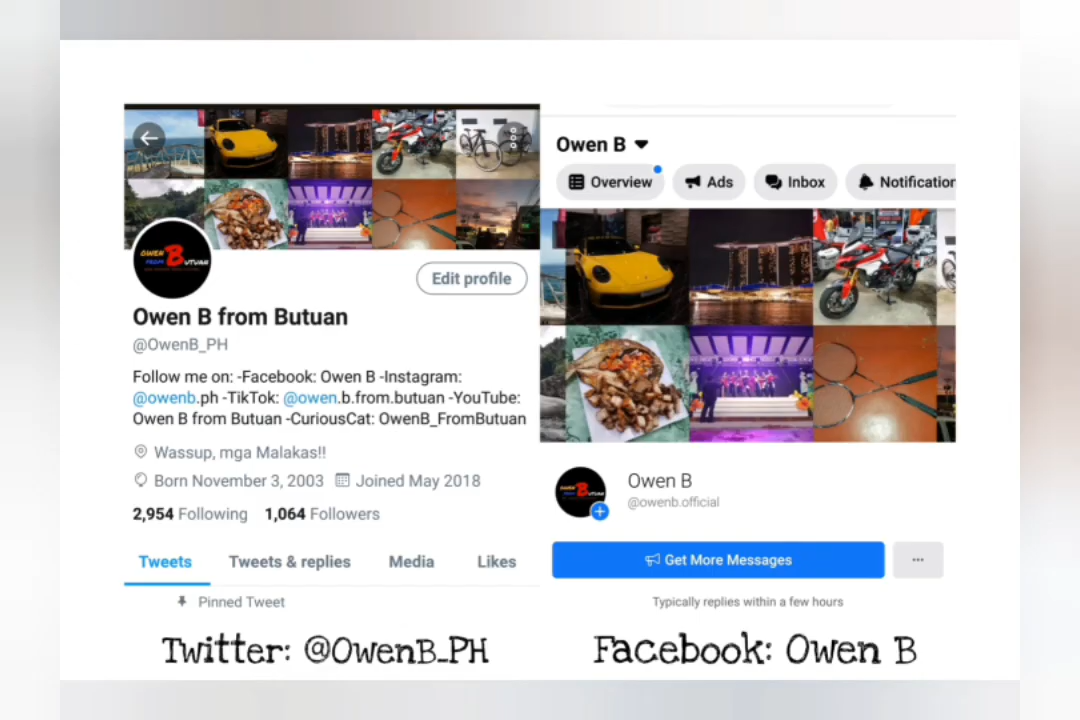 Owen B from Butuan
@OwenB_PH
Edit profile
Follow me on: -Facebook: Owen B -Instagram:
@owenb.ph -TikTok: @owen.b.from.butuan -YouTube:
Owen B from Butuan -CuriousCat: OwenB_FromButuan
Wassup, mga Malakas!!
Born November 3, 2003 Joined May 2018
2,954 Following 1,064 Followers
Tweets Tweets & replies Media Likes
Pinned Tweet
Twitter: @OwenB_PH
Owen B
Overview Ads Inbox Notification
Owen B
@owenb.official
Get More Messages
Typically replies within a few hours
Facebook: Owen B
OWEN
FROM BUTUAN